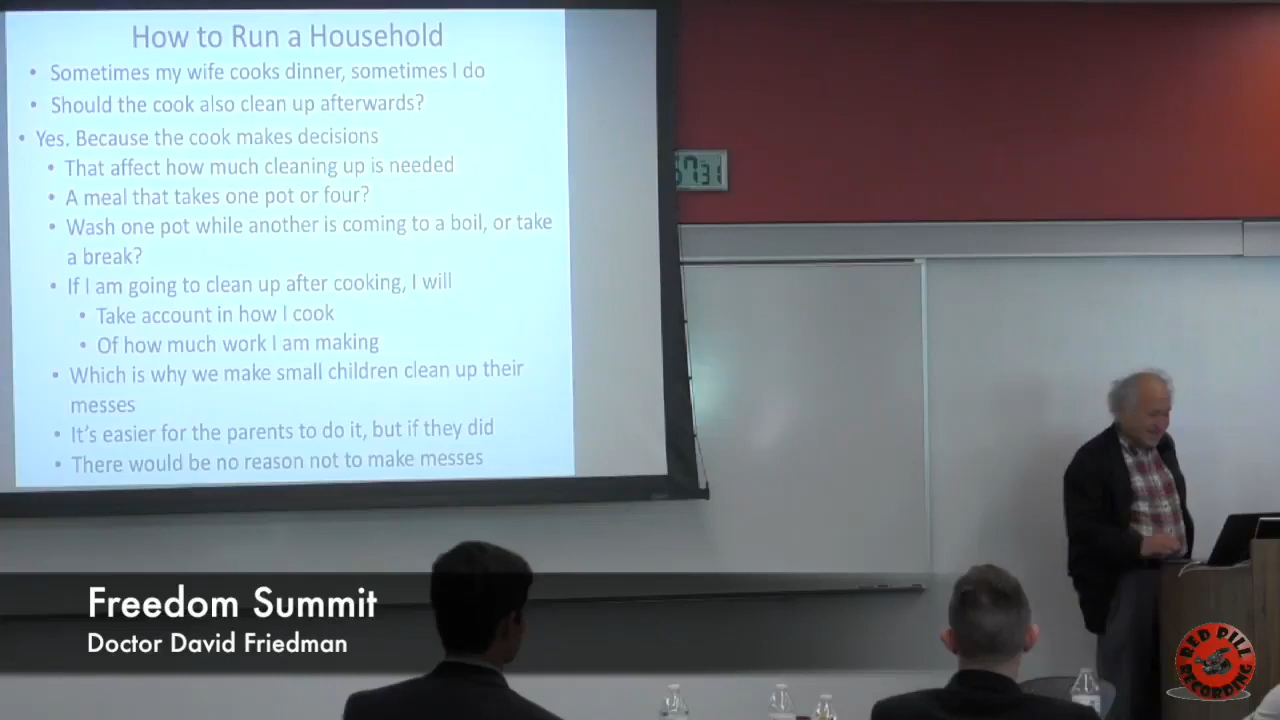 How to Run a Household
• Sometimes my wife cooks dinner, sometimes I do
• Should the cook also clean up afterwards?
• Yes. Because the cook makes decisions
• That affect how much cleaning up is needed
• A meal that takes one pot or four?
• Wash one pot while another is coming to a boil, or take
a break?
• If I am going to clean up after cooking, I will
• Take account in how I cook
• Of how much work I am making
• Which is why we make small children clean up their
messes
• It's easier for the parents to do it, but if they did
• There would be no reason not to make messes
57:31
Freedom Summit
Doctor David Friedman
RED PILL
RECORDING